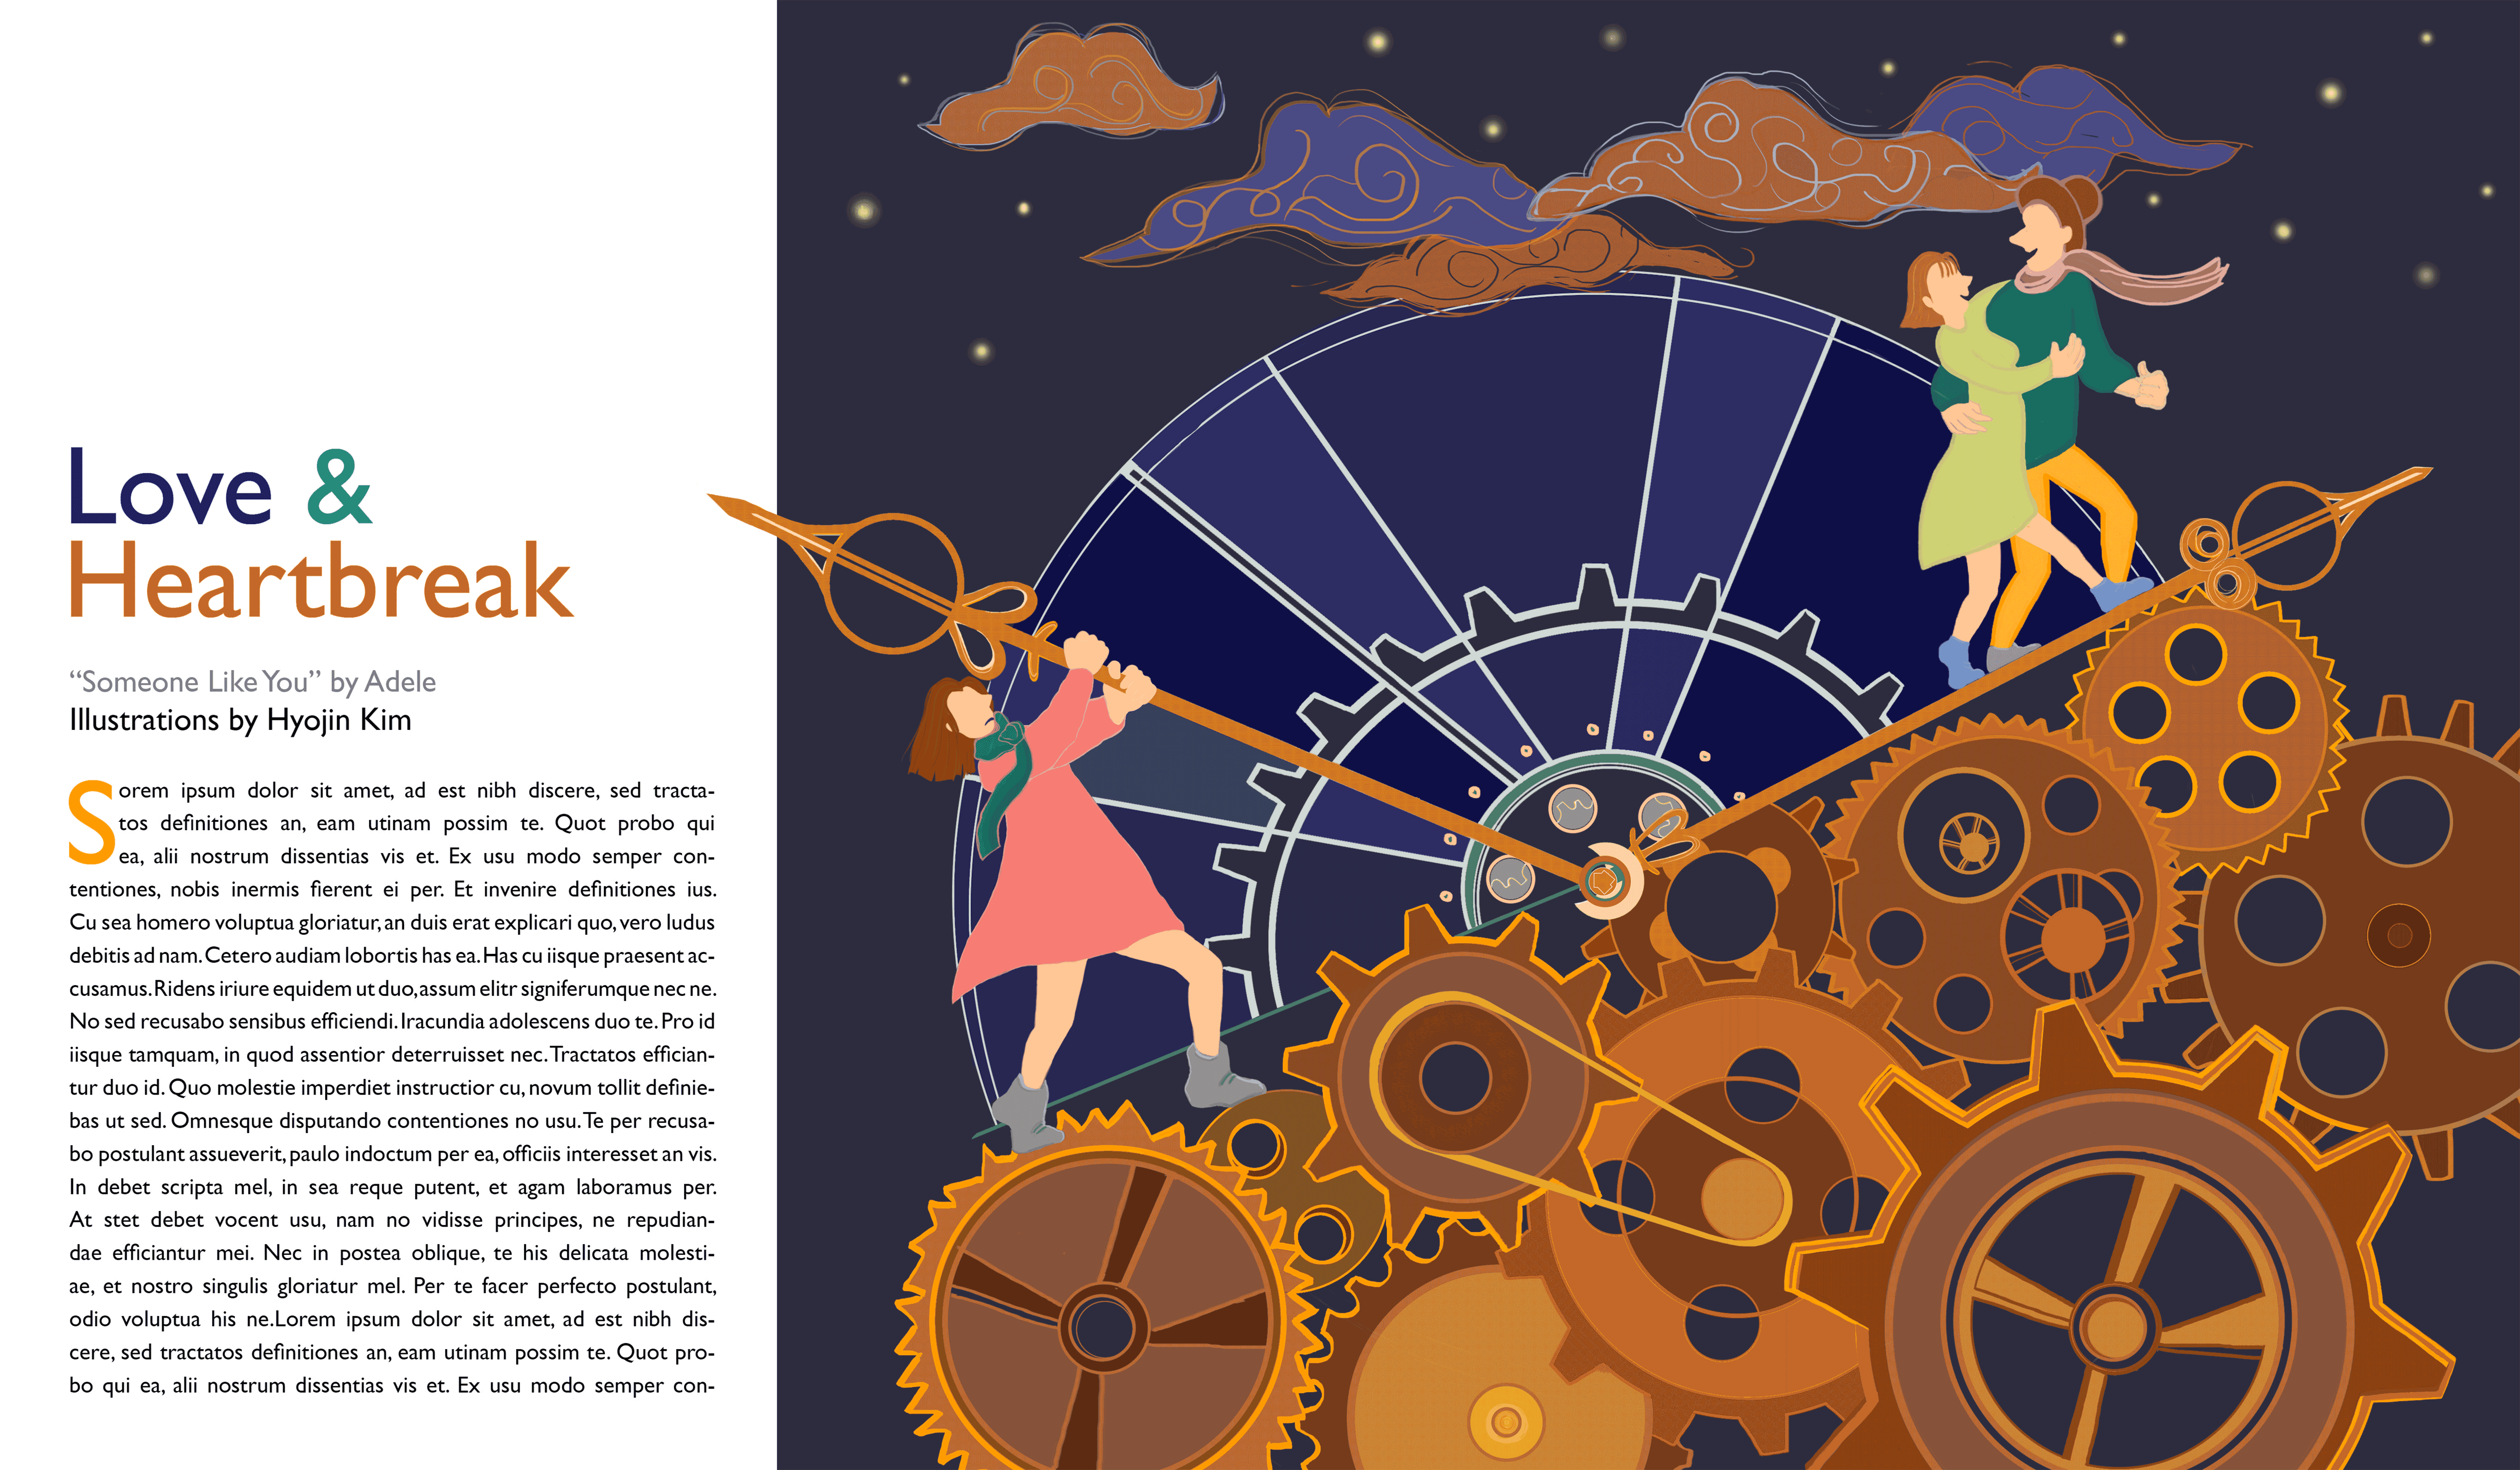 Love &
Heartbreak
“Someone Like You” by Adele
Illustrations by Hyojin Kim
Sorem ipsum dolor sit amet, ad est nibh discere, sed tracta-
tos definitiones an, eam utinam possim te. Quot probo qui
ea, alii nostrum dissentias vis et. Ex usu modo semper con-
tentiones, nobis inermis fierent ei per. Et invenire definitiones ius.
Cu sea homero voluptua gloriatur, an duis erat explicari quo, vero ludus
debitis ad nam. Cetero audiam lobortis has ea. Has cu iisque praesent ac-
cusamus. Ridens iriure equidem ut duo, assum elitr signiferumque nec ne.
No sed recusabo sensibus efficiendi. Iracundia adolescens duo te. Pro id
iisque tamquam, in quod assentior deterruisset nec. Tractatos effician-
tur duo id. Quo molestie imperdiet instructior cu, novum tollit definie-
bas ut sed. Omnesque disputando contentiones no usu. Te per recusa-
bo postulant assueverit, paulo indoctum per ea, officiis interesset an vis.
In debet scripta mel, in sea reque putent, et agam laboramus per.
At stet debet vocent usu, nam no vidisse principes, ne repudian-
dae efficiantur mei. Nec in postea oblique, te his delicata molesti-
ae, et nostro singulis gloriatur mel. Per te facer perfecto postulant,
odio voluptua his ne.Lorem ipsum dolor sit amet, ad est nibh dis-
cere, sed tractatos definitiones an, eam utinam possim te. Quot pro-
bo qui ea, alii nostrum dissentias vis et. Ex usu modo semper con-